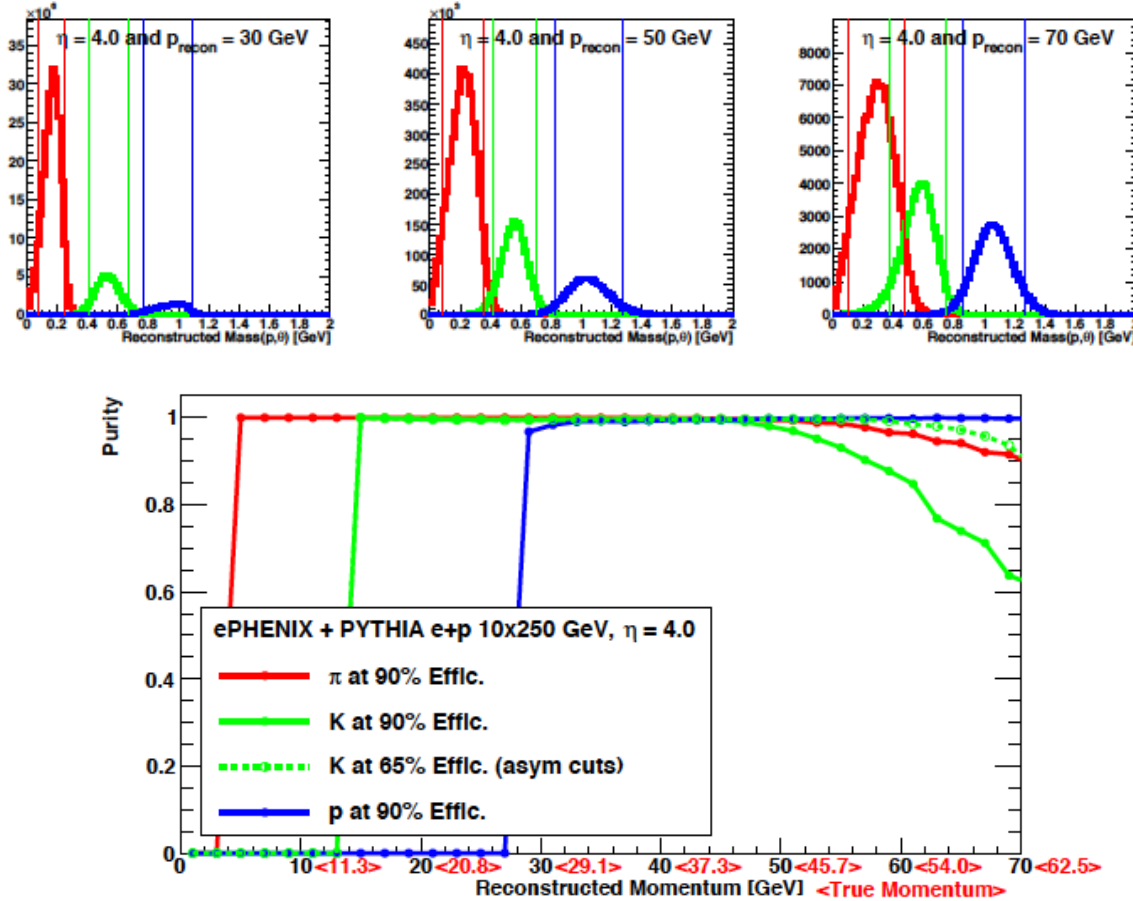 ×10⁶
η = 4.0 and p_recon = 30 GeV
35
30
25
20
15
10
5
0
0 0.2 0.4 0.6 0.8 1 1.2 1.4 1.6 1.8 2
Reconstructed Mass(p,θ) [GeV]
×10³
η = 4.0 and p_recon = 50 GeV
450
400
350
300
250
200
150
100
50
0
0 0.2 0.4 0.6 0.8 1 1.2 1.4 1.6 1.8 2
Reconstructed Mass(p,θ) [GeV]
η = 4.0 and p_recon = 70 GeV
8000
7000
6000
5000
4000
3000
2000
1000
0
0 0.2 0.4 0.6 0.8 1 1.2 1.4 1.6 1.8 2
Reconstructed Mass(p,θ) [GeV]
Purity
1
0.8
0.6
0.4
0.2
0
ePHENIX + PYTHIA e+p 10x250 GeV, η = 4.0
π at 90% Effic.
K at 90% Effic.
K at 65% Effic. (asym cuts)
p at 90% Effic.
0 10<11.3> 20<20.8> 30<29.1> 40<37.3> 50<45.7> 60<54.0> 70<62.5>
Reconstructed Momentum [GeV] <True Momentum>